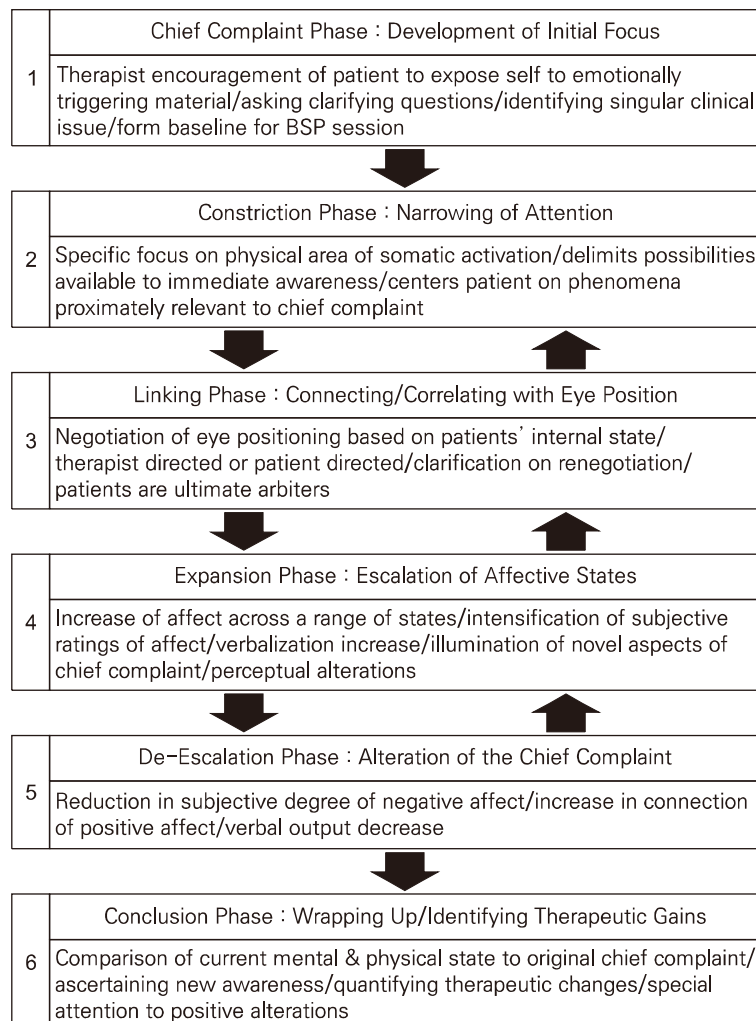 Chief Complaint Phase : Development of Initial Focus
1
Therapist encouragement of patient to expose self to emotionally
triggering material/asking clarifying questions/identifying singular clinical
issue/form baseline for BSP session
Constriction Phase : Narrowing of Attention
2
Specific focus on physical area of somatic activation/delimits possibilities
available to immediate awareness/centers patient on phenomena
proximately relevant to chief complaint
Linking Phase : Connecting/Correlating with Eye Position
3
Negotiation of eye positioning based on patients’ internal state/
therapist directed or patient directed/clarification on renegotiation/
patients are ultimate arbiters
Expansion Phase : Escalation of Affective States
4
Increase of affect across a range of states/intensification of subjective
ratings of affect/verbalization increase/illumination of novel aspects of
chief complaint/perceptual alterations
De-Escalation Phase : Alteration of the Chief Complaint
5
Reduction in subjective degree of negative affect/increase in connection
of positive affect/verbal output decrease
Conclusion Phase : Wrapping Up/Identifying Therapeutic Gains
6
Comparison of current mental & physical state to original chief complaint/
ascertaining new awareness/quantifying therapeutic changes/special
attention to positive alterations